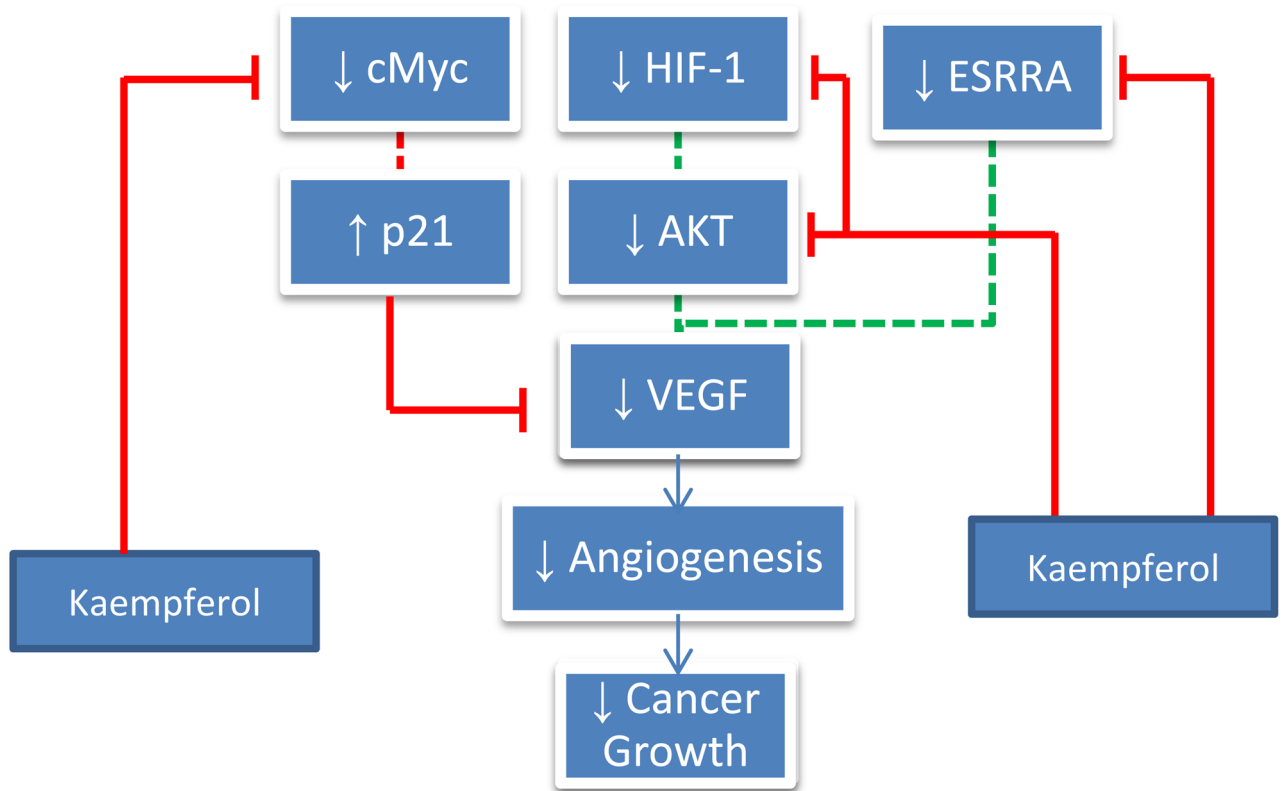 ↓ cMyc
↓ HIF-1
↓ ESRRA
↑ p21
↓ AKT
↓ VEGF
↓ Angiogenesis
Kaempferol
Kaempferol
↓ Cancer
Growth